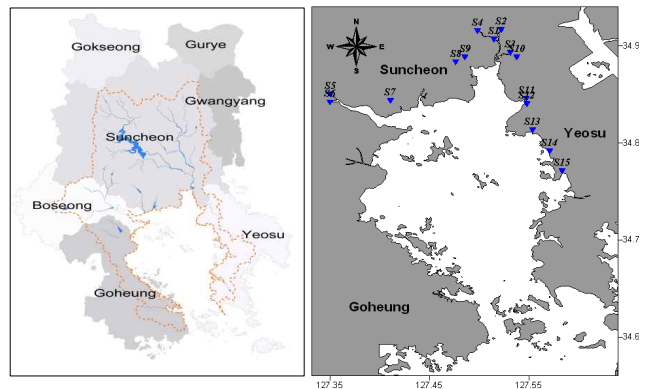 Gokseong
Gurye
Gwangyang
Suncheon
Boseong
Yeosu
Goheung
N
W
E
S
S4
S2
S1
S3
S10
S9
S8
Suncheon
S5
S6
S7
S11
S12
S13
S14
S15
Yeosu
Goheung
34.9
34.8
34.7
34.6
127.35
127.45
127.55